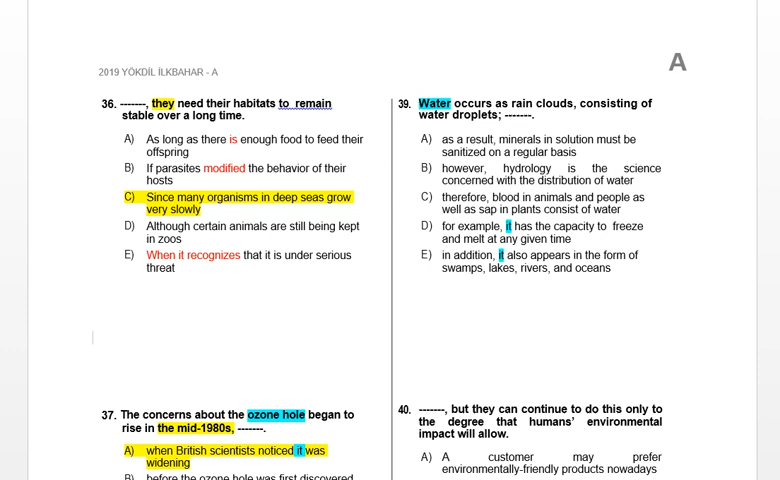 2019 YÖKDİL İLKBAHAR - A
A
36. -------, they need their habitats to remain
stable over a long time.
A) As long as there is enough food to feed their
offspring
B) If parasites modified the behavior of their
hosts
C) Since many organisms in deep seas grow
very slowly
D) Although certain animals are still being kept
in zoos
E) When it recognizes that it is under serious
threat
37. The concerns about the ozone hole began to
rise in the mid-1980s, -------.
A) when British scientists noticed it was
widening
B) before the ozone hole was first discovered
39. Water occurs as rain clouds, consisting of
water droplets; -------.
A) as a result, minerals in solution must be
sanitized on a regular basis
B) however, hydrology is the science
concerned with the distribution of water
C) therefore, blood in animals and people as
well as sap in plants consist of water
D) for example, it has the capacity to freeze
and melt at any given time
E) in addition, it also appears in the form of
swamps, lakes, rivers, and oceans
40. -------, but they can continue to do this only to
the degree that humans' environmental
impact will allow.
A) A customer may prefer
environmentally-friendly products nowadays